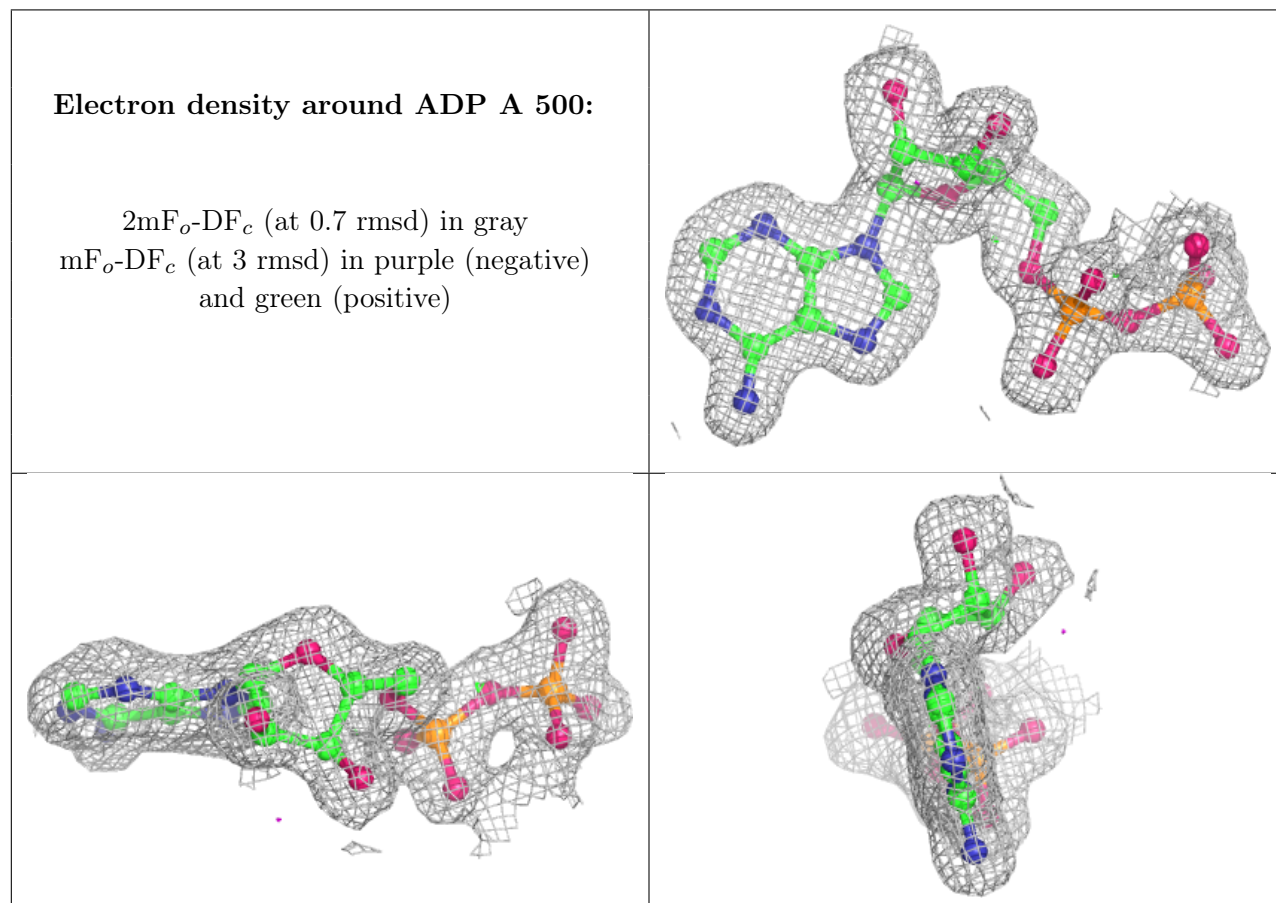 Electron density around ADP A 500:
2mFₒ-DF𝒸 (at 0.7 rmsd) in gray
mFₒ-DF𝒸 (at 3 rmsd) in purple (negative)
and green (positive)